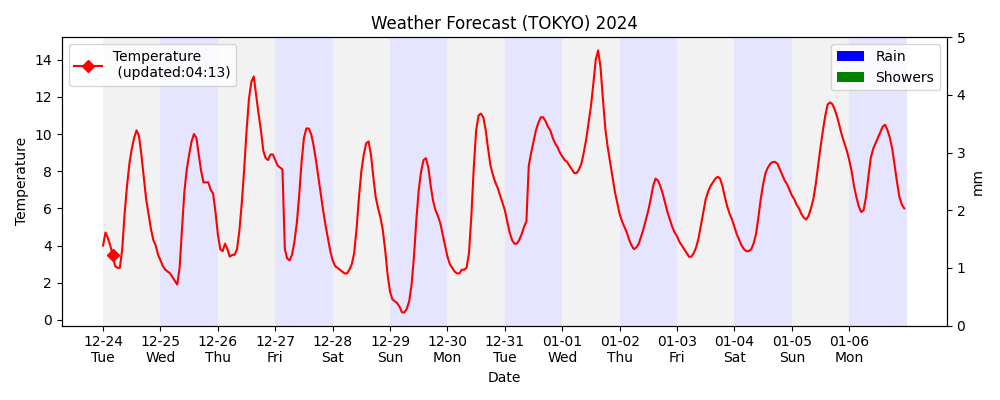 Weather Forecast (TOKYO) 2024
Temperature
(updated:04:13)
Rain
Showers
Temperature
14
12
10
8
6
4
2
0
5
4
3
2
1
0
mm
12-24 12-25 12-26 12-27 12-28 12-29 12-30 12-31 01-01 01-02 01-03 01-04 01-05 01-06
Tue Wed Thu Fri Sat Sun Mon Tue Wed Thu Fri Sat Sun Mon
Date